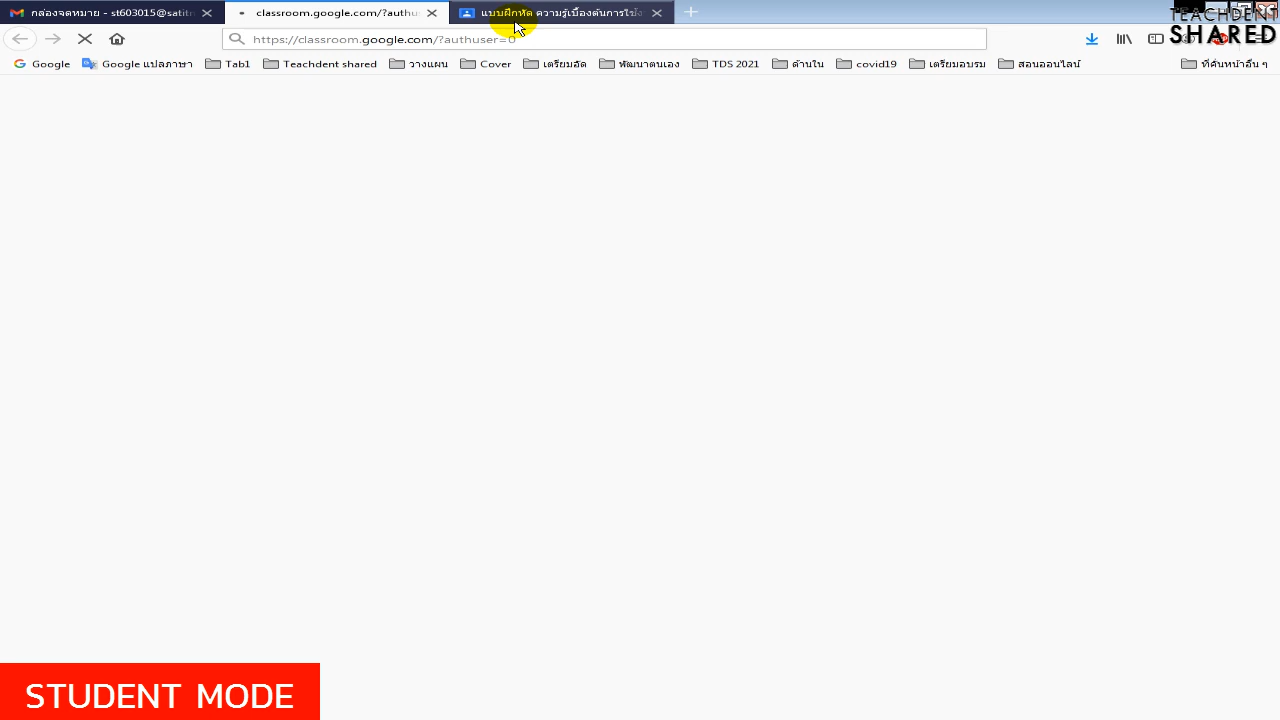 กล่องจดหมาย - st603015@satitm
classroom.google.com/?authu
แบบฝึกหัด ความรู้เบื้องต้นการใช้ง
TEACHDENT
SHARED
https://classroom.google.com/?authuser=0
Google
Google แปลภาษา
Tab1
Teachdent shared
วางแผน
Cover
เตรียมอัด
พัฒนาตนเอง
TDS 2021
ด้านใน
covid19
เตรียมอบรม
สอนออนไลน์
ที่คั่นหน้าอื่น ๆ
STUDENT MODE